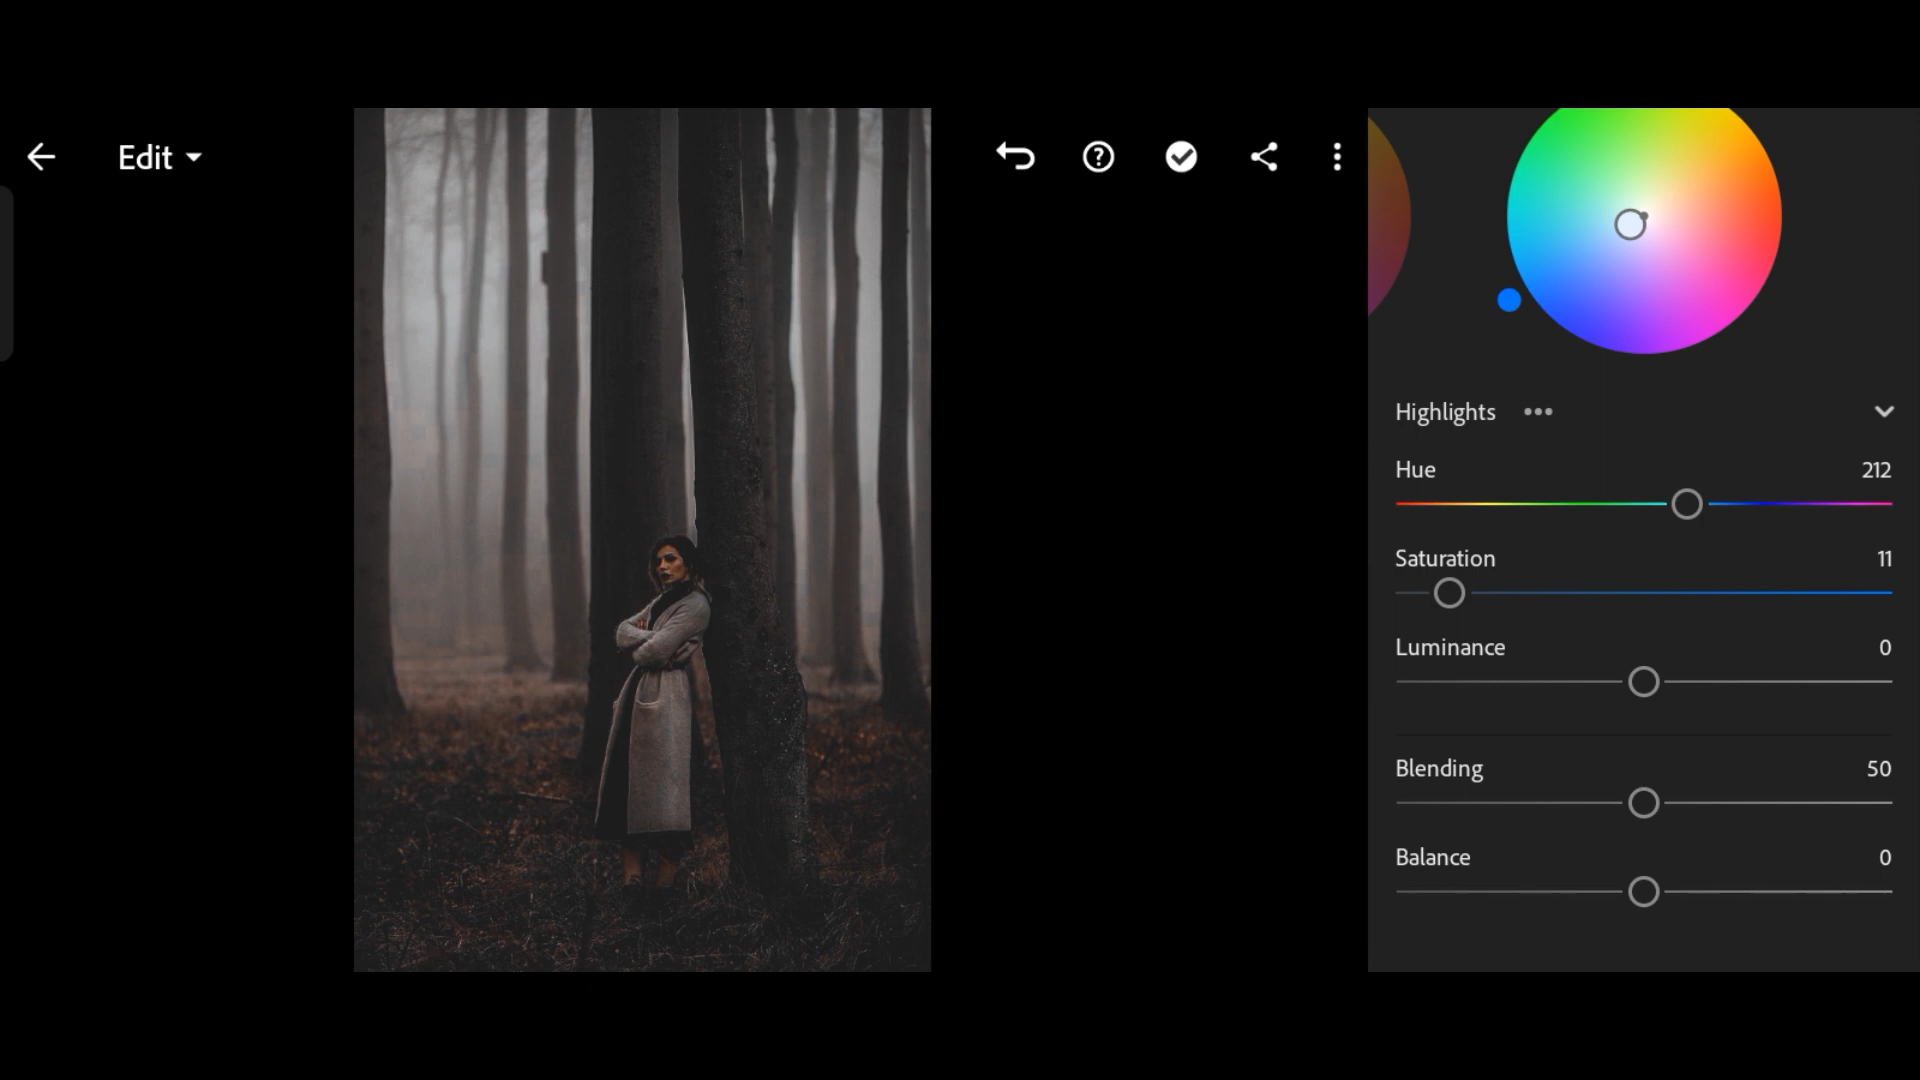 Edit
Highlights
Hue 212
Saturation 11
Luminance 0
Blending 50
Balance 0